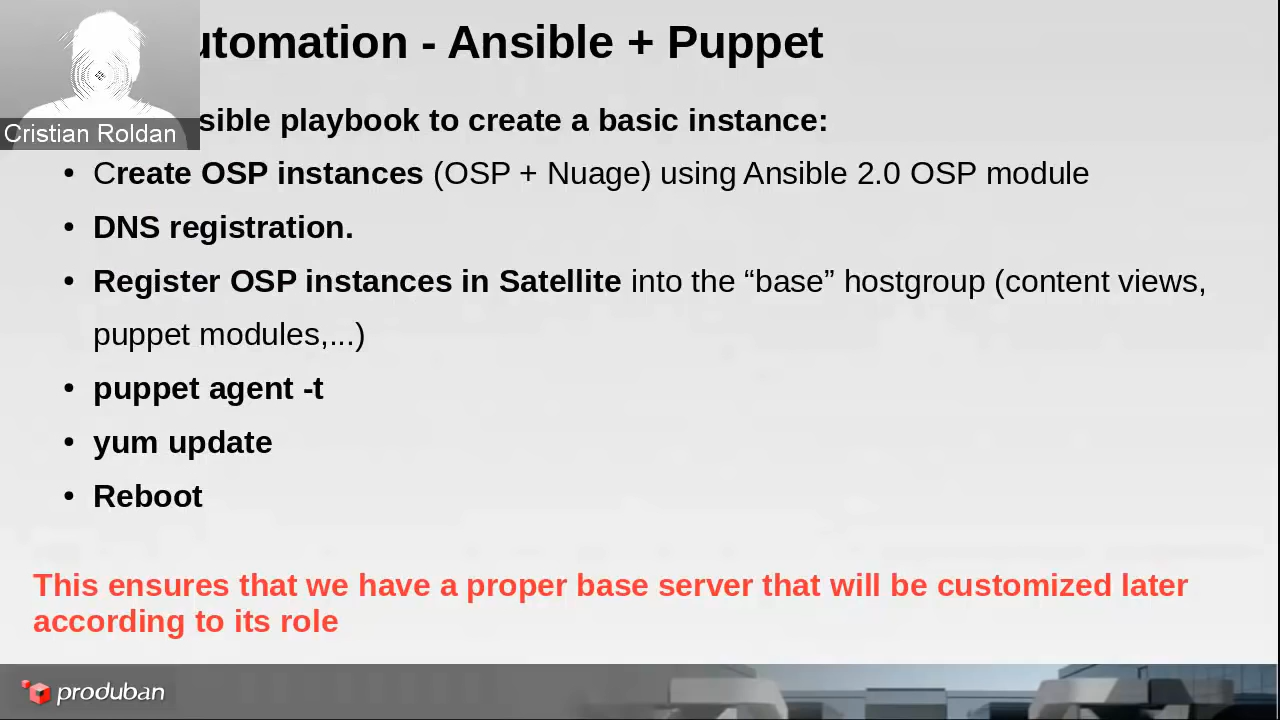 utomation - Ansible + Puppet
sible playbook to create a basic instance:
Cristian Roldan
• Create OSP instances (OSP + Nuage) using Ansible 2.0 OSP module
• DNS registration.
• Register OSP instances in Satellite into the “base” hostgroup (content views,
puppet modules,...)
• puppet agent -t
• yum update
• Reboot
This ensures that we have a proper base server that will be customized later
according to its role
produban